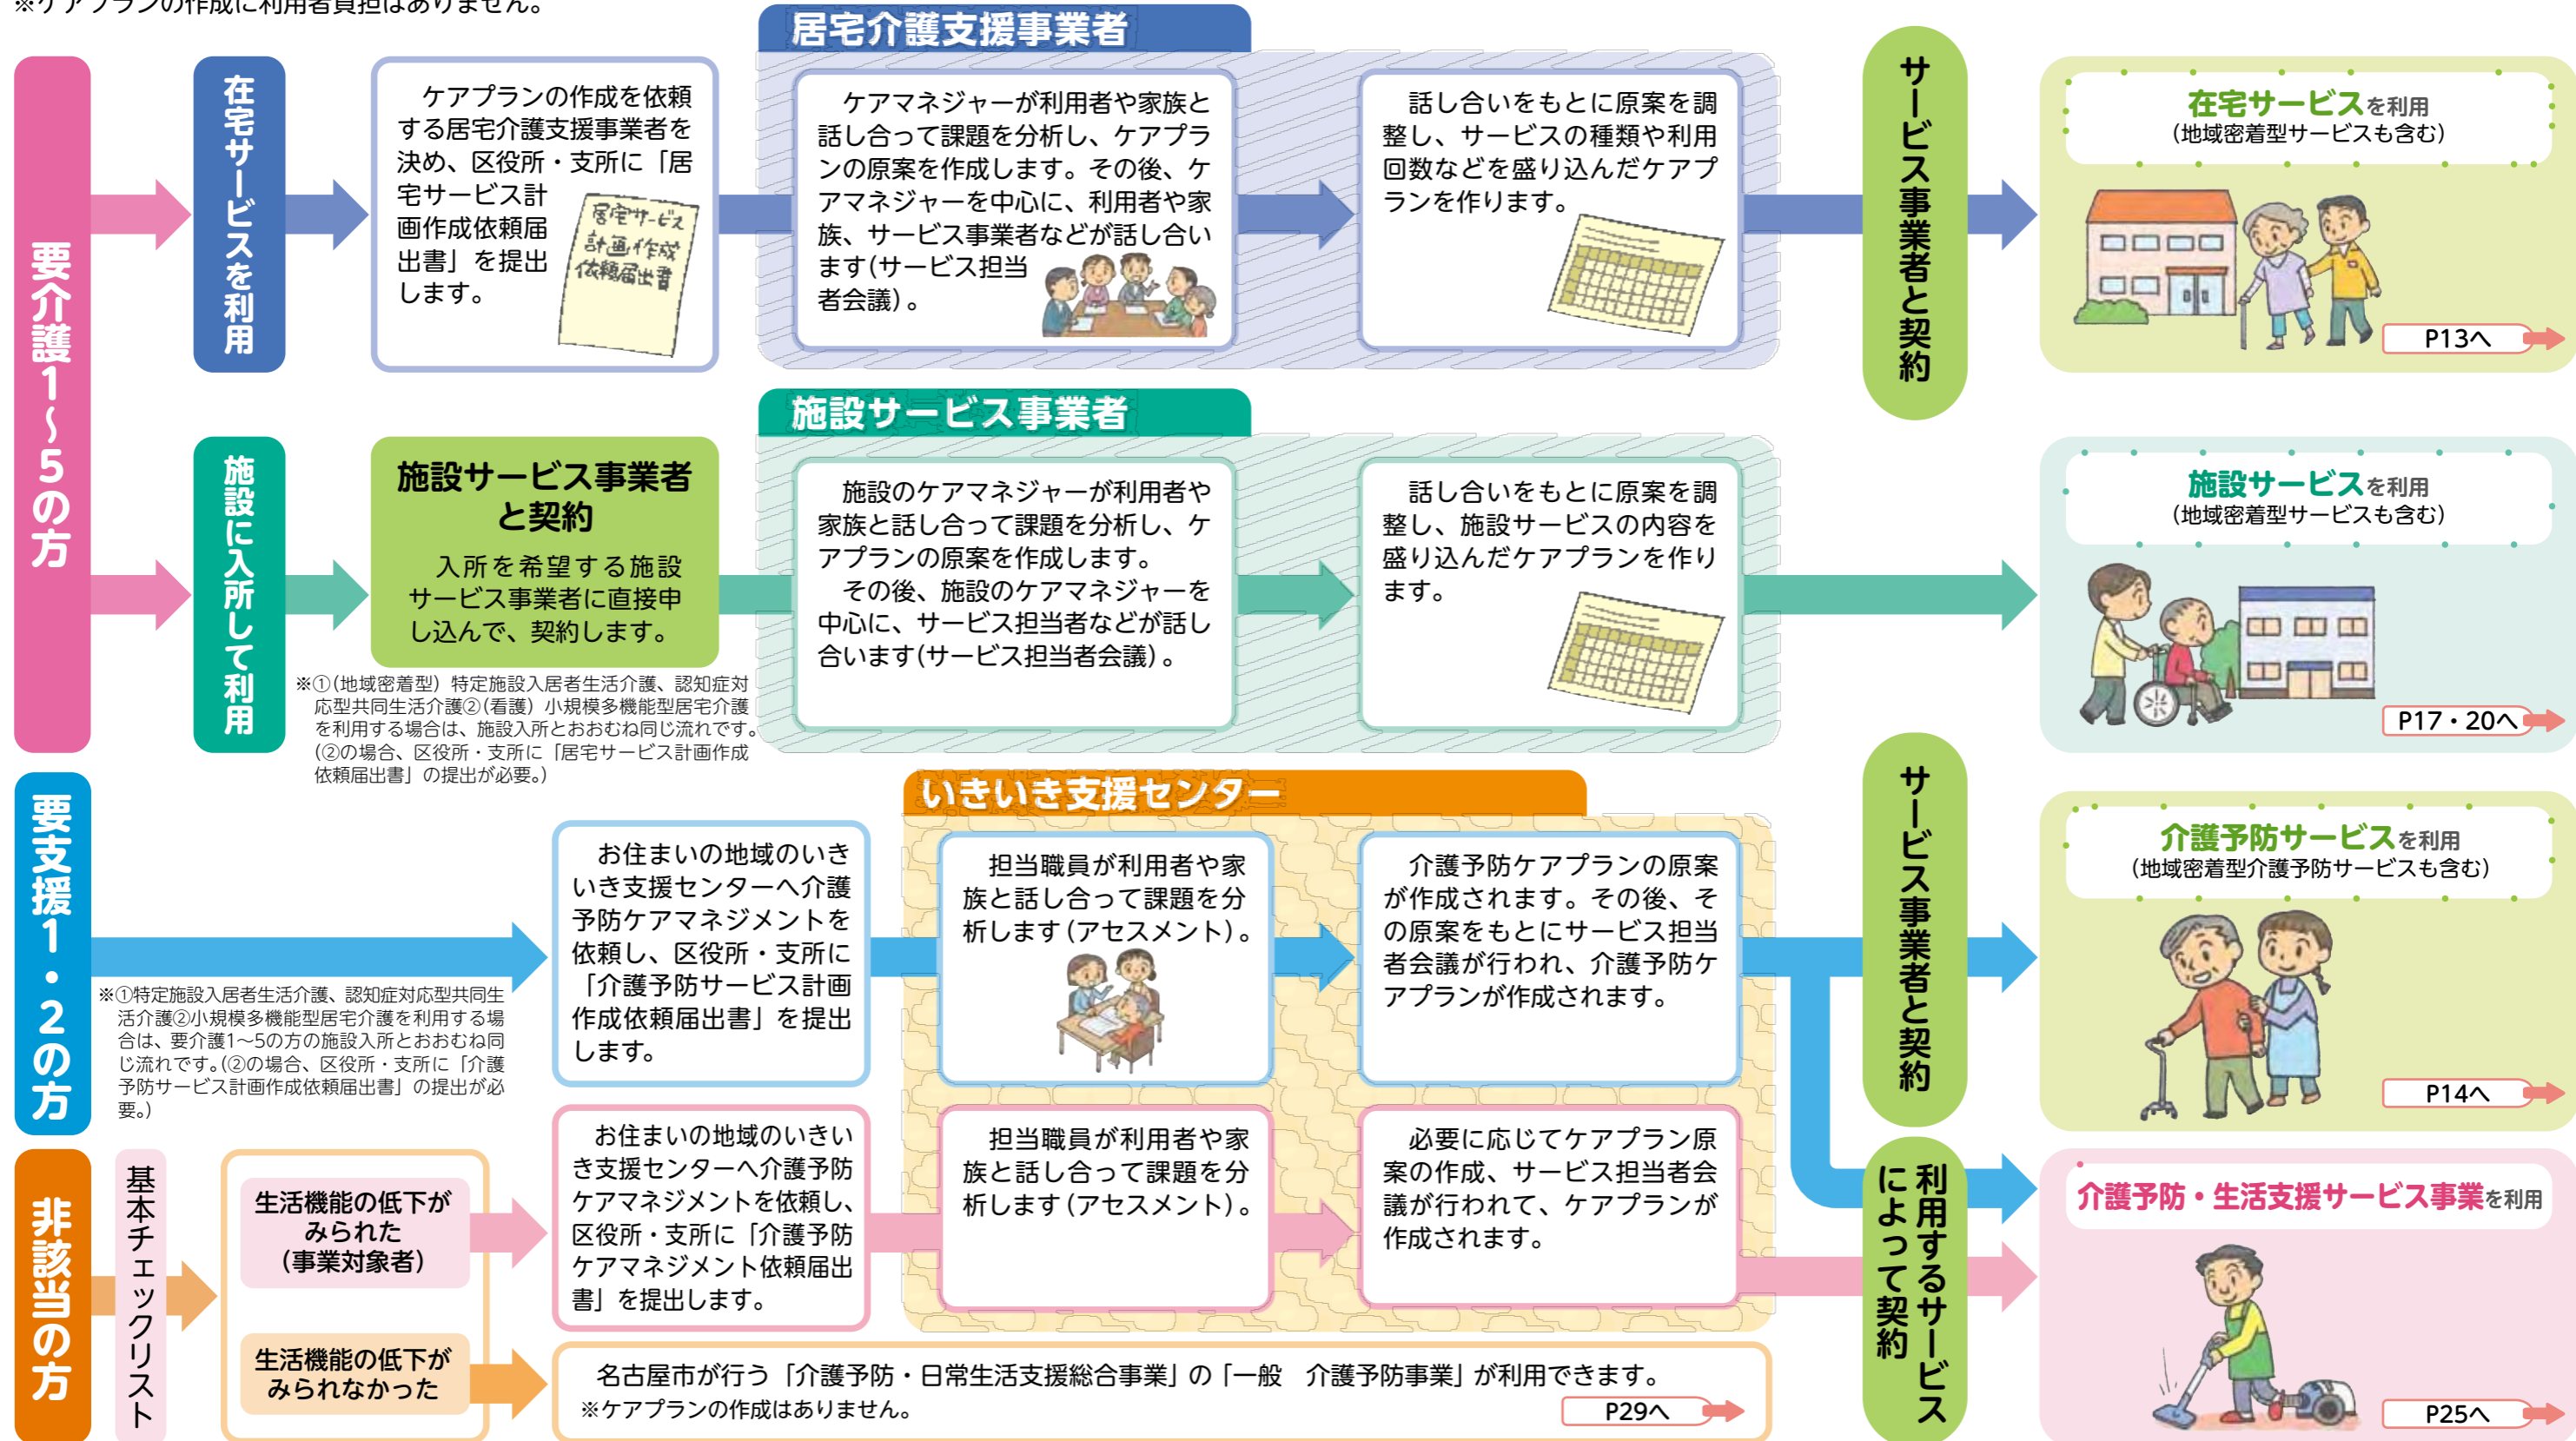 ※ケアプランの作成に利用者負担はありません。
要介護1～5の方
在宅サービスを利用
ケアプランの作成を依頼
する居宅介護支援事業者を
決め、区役所・支所に「居
宅サービス計
画作成依頼届
出書」を提出
します。
居宅サービス
計画作成
依頼届出書
居宅介護支援事業者
ケアマネジャーが利用者や家族と
話し合って課題を分析し、ケアプラ
ンの原案を作成します。その後、ケ
アマネジャーを中心に、利用者や家
族、サービス事業者などが話し合い
ます(サービス担当
者会議)。
話し合いをもとに原案を調
整し、サービスの種類や利用
回数などを盛り込んだケアプ
ランを作ります。
サービス事業者と契約
在宅サービスを利用
(地域密着型サービスも含む)
P13へ
施設に入所して利用
施設サービス事業者
と契約
入所を希望する施設
サービス事業者に直接申
し込んで、契約します。
※①(地域密着型) 特定施設入居者生活介護、認知症対
応型共同生活介護②(看護) 小規模多機能型居宅介護
を利用する場合は、施設入所とおおむね同じ流れです。
(②の場合、区役所・支所に「居宅サービス計画作成
依頼届出書」の提出が必要。)
施設サービス事業者
施設のケアマネジャーが利用者や
家族と話し合って課題を分析し、ケ
アプランの原案を作成します。
その後、施設のケアマネジャーを
中心に、サービス担当者などが話し
合います(サービス担当者会議)。
話し合いをもとに原案を調
整し、施設サービスの内容を
盛り込んだケアプランを作り
ます。
施設サービスを利用
(地域密着型サービスも含む)
P17・20へ
要支援1・2の方
※①特定施設入居者生活介護、認知症対応型共同生
活介護②小規模多機能型居宅介護を利用する場
合は、要介護1～5の方の施設入所とおおむね同
じ流れです。(②の場合、区役所・支所に「介護
予防サービス計画作成依頼届出書」の提出が必
要。)
お住まいの地域のいき
いき支援センターへ介護
予防ケアマネジメントを
依頼し、区役所・支所に
「介護予防サービス計画
作成依頼届出書」を提出
します。
いきいき支援センター
担当職員が利用者や家
族と話し合って課題を分
析します(アセスメント)。
介護予防ケアプランの原案
が作成されます。その後、そ
の原案をもとにサービス担当
者会議が行われ、介護予防ケ
アプランが作成されます。
サービス事業者と契約
介護予防サービスを利用
(地域密着型介護予防サービスも含む)
P14へ
非該当の方
基本チェックリスト
生活機能の低下が
みられた
(事業対象者)
お住まいの地域のいきい
き支援センターへ介護予防
ケアマネジメントを依頼し、
区役所・支所に「介護予防
ケアマネジメント依頼届出
書」を提出します。
担当職員が利用者や家
族と話し合って課題を分
析します(アセスメント)。
必要に応じてケアプラン原
案の作成、サービス担当者会
議が行われて、ケアプランが
作成されます。
利用するサービス
によって契約
介護予防・生活支援サービス事業を利用
P25へ
生活機能の低下が
みられなかった
名古屋市が行う「介護予防・日常生活支援総合事業」の「一般　介護予防事業」が利用できます。
※ケアプランの作成はありません。
P29へ